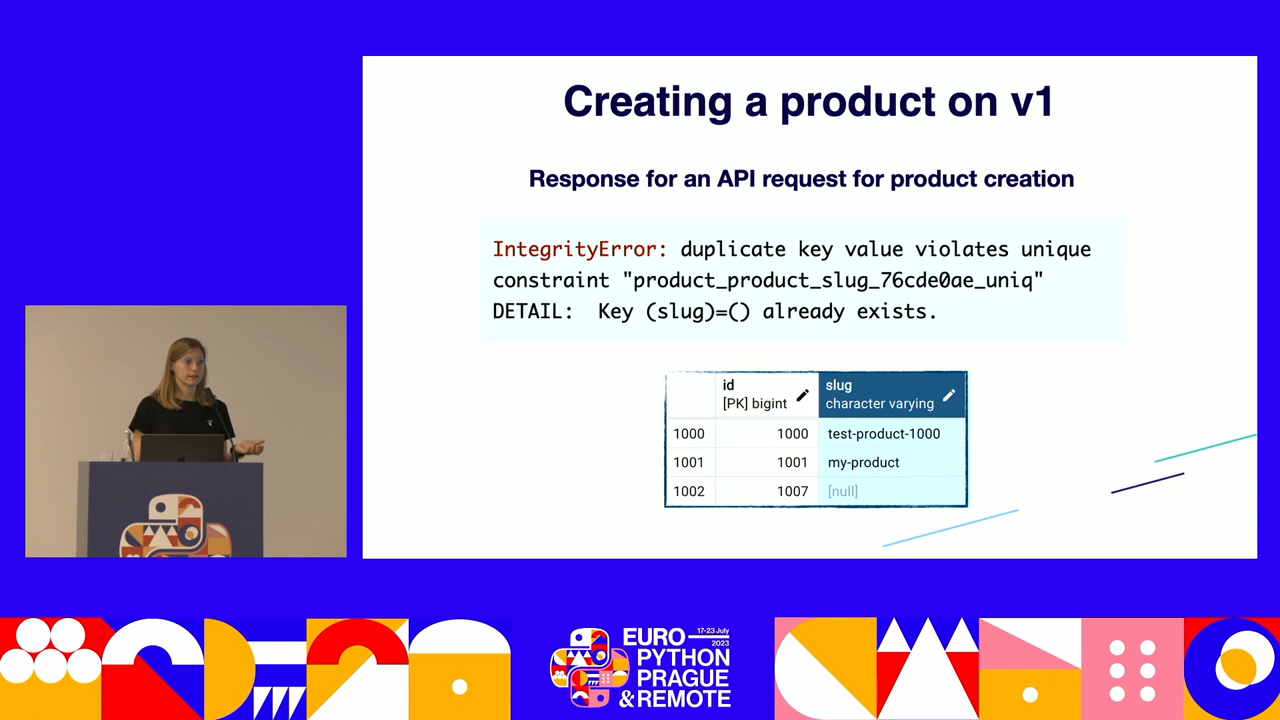 Creating a product on v1
Response for an API request for product creation
IntegrityError: duplicate key value violates unique
constraint "product_product_slug_76cde0ae_uniq"
DETAIL:  Key (slug)=() already exists.
id slug
[PK] bigint character varying
1000 1000 test-product-1000
1001 1001 my-product
1002 1007 [null]
EURO 17-23 July 2023
PYTHON
PRAGUE
&REMOTE